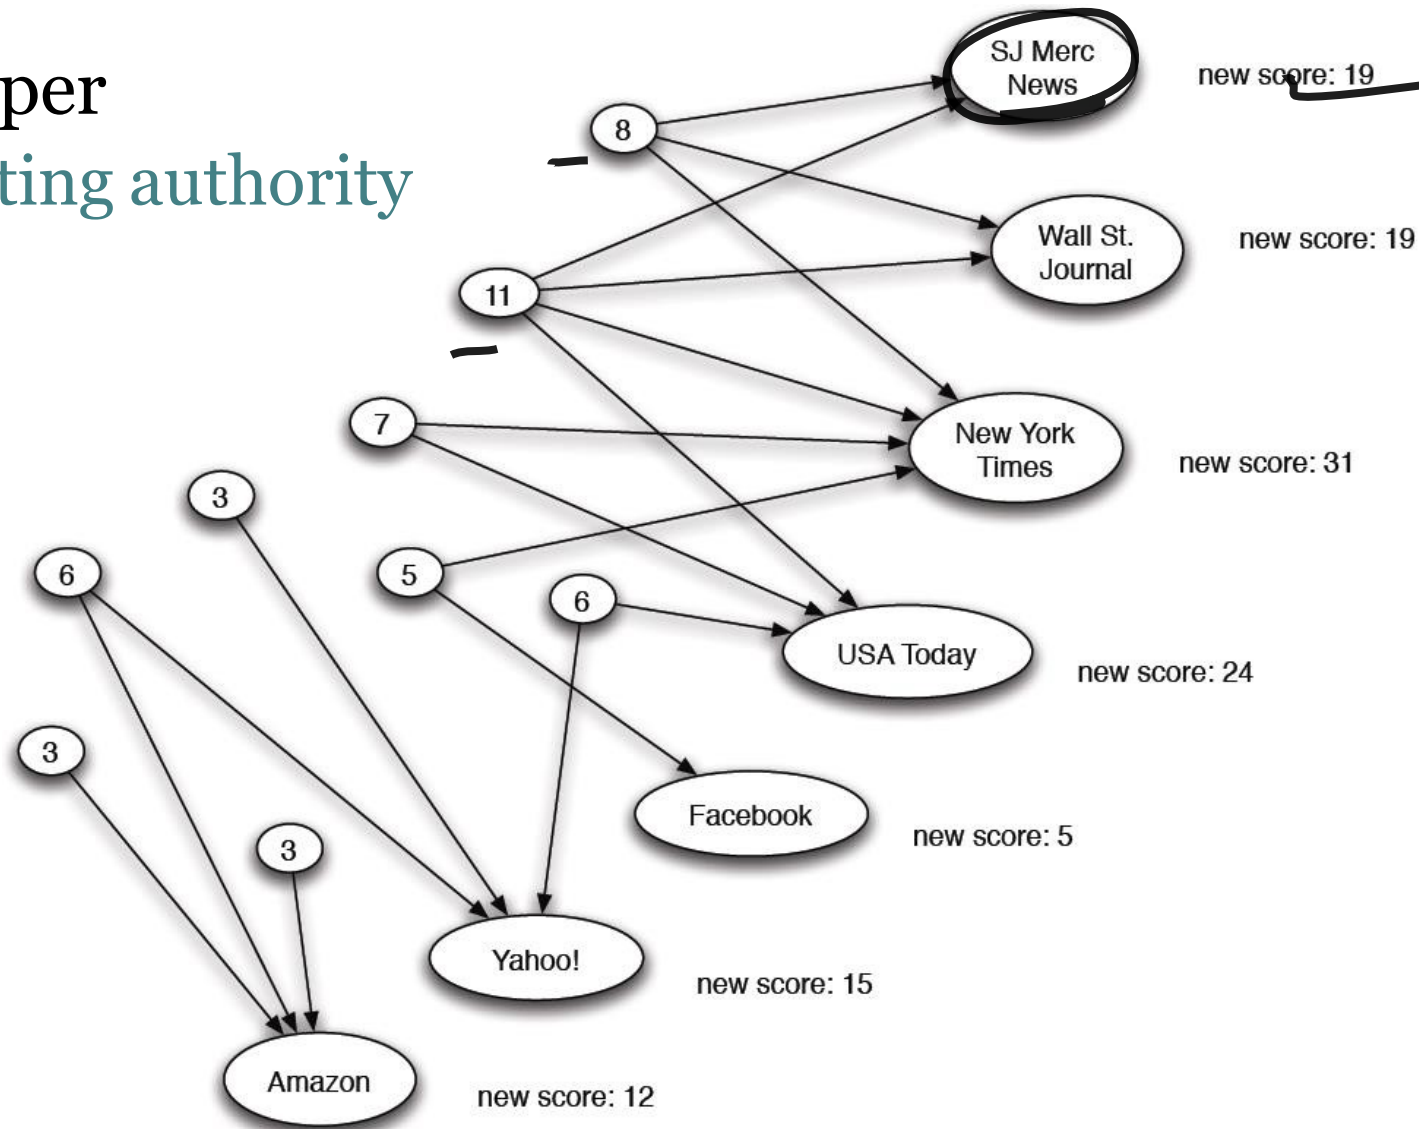 per
ting authority
SJ Merc
News
new score: 19
8
Wall St.
Journal
new score: 19
11
7
New York
Times
new score: 31
3
6
5
6
USA Today
new score: 24
3
Facebook
new score: 5
3
Yahoo!
new score: 15
Amazon
new score: 12